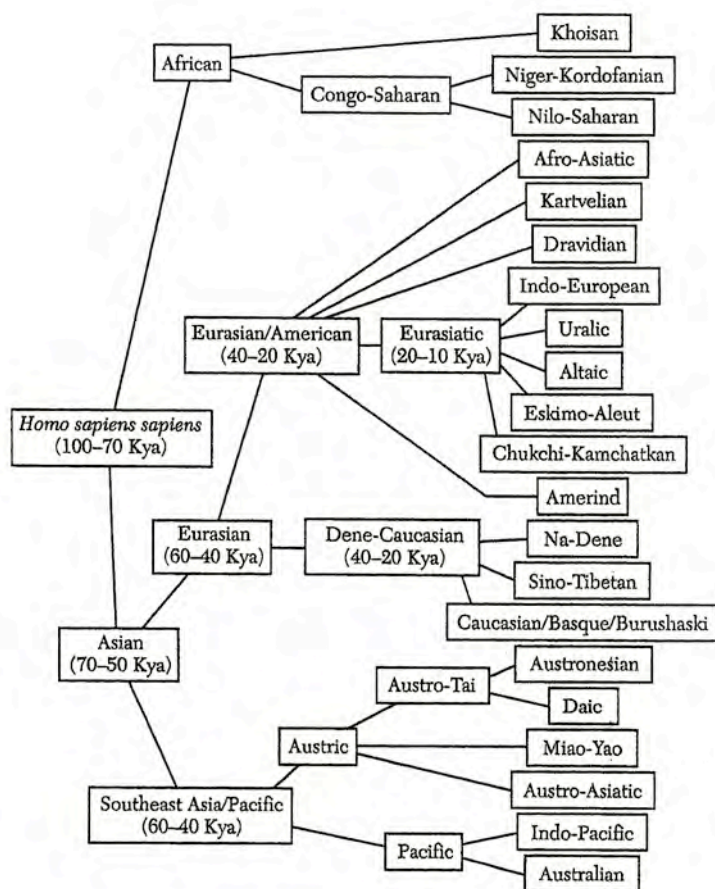 Khoisan
African
Niger-Kordofanian
Congo-Saharan
Nilo-Saharan
Afro-Asiatic
Kartvelian
Dravidian
Indo-European
Eurasian/American
(40–20 Kya)
Eurasiatic
(20–10 Kya)
Uralic
Altaic
Eskimo-Aleut
Homo sapiens sapiens
(100–70 Kya)
Chukchi-Kamchatkan
Amerind
Eurasian
(60–40 Kya)
Dene-Caucasian
(40–20 Kya)
Na-Dene
Sino-Tibetan
Caucasian/Basque/Burushaski
Asian
(70–50 Kya)
Austronesian
Austro-Tai
Daic
Austric
Miao-Yao
Austro-Asiatic
Southeast Asia/Pacific
(60–40 Kya)
Indo-Pacific
Pacific
Australian